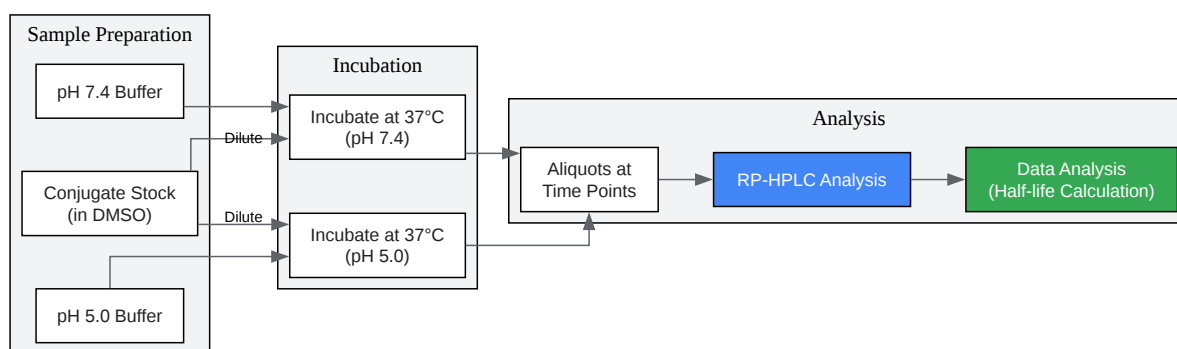 Sample Preparation
pH 7.4 Buffer
Conjugate Stock
(in DMSO)
pH 5.0 Buffer
Dilute
Dilute
Incubation
Incubate at 37°C
(pH 7.4)
Incubate at 37°C
(pH 5.0)
Analysis
Aliquots at
Time Points
RP-HPLC Analysis
Data Analysis
(Half-life Calculation)